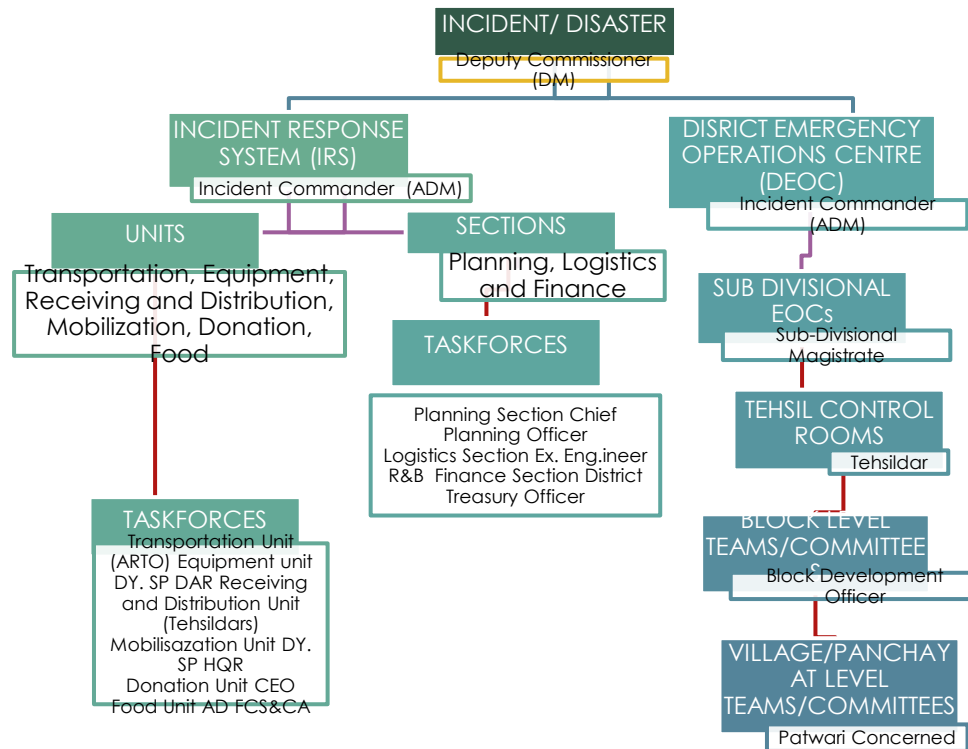 INCIDENT/ DISASTER
Deputy Commissioner
(DM)
INCIDENT RESPONSE
SYSTEM (IRS)
Incident Commander (ADM)
DISRICT EMERGENCY
OPERATIONS CENTRE
(DEOC)
Incident Commander
(ADM)
UNITS
Transportation, Equipment,
Receiving and Distribution,
Mobilization, Donation,
Food
SECTIONS
Planning, Logistics
and Finance
SUB DIVISIONAL
EOCs
Sub-Divisional
Magistrate
TASKFORCES
Planning Section Chief
Planning Officer
Logistics Section Ex. Eng.ineer
R&B Finance Section District
Treasury Officer
TEHSIL CONTROL
ROOMS
Tehsildar
TASKFORCES
Transportation Unit
(ARTO) Equipment unit
DY. SP DAR Receiving
and Distribution Unit
(Tehsildars)
Mobilisazation Unit DY.
SP HQR
Donation Unit CEO
Food Unit AD FCS&CA
BLOCK LEVEL
TEAMS/COMMITTEE
S
Block Development
Officer
VILLAGE/PANCHAY
AT LEVEL
TEAMS/COMMITTEES
Patwari Concerned